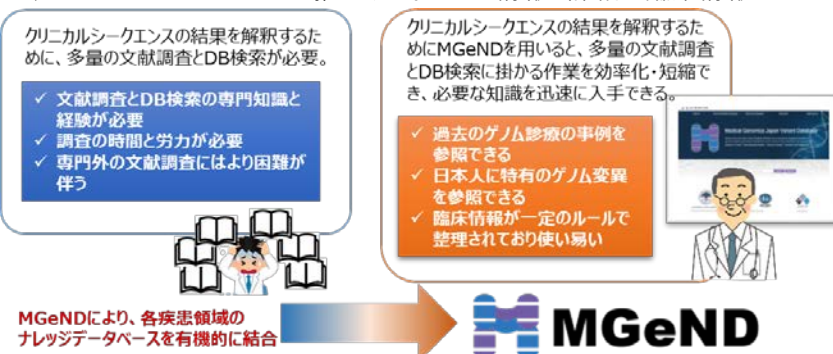 クリニカルシークエンスの結果を解釈するた
めに、多量の文献調査とDB検索が必要。
✓ 文献調査とDB検索の専門知識と
経験が必要
✓ 調査の時間と労力が必要
✓ 専門外の文献調査にはより困難が
伴う
クリニカルシークエンスの結果を解釈するた
めにMGeNDを用いると、多量の文献調査
とDB検索に掛かる作業を効率化・短縮で
き、必要な知識を迅速に入手できる。
✓ 過去のゲノム診療の事例を
参照できる
✓ 日本人に特有のゲノム変異
を参照できる
✓ 臨床情報が一定のルールで
整理されており使い易い
Medical Genomics Japan Variant Database
MGeNDにより、各疾患領域の
ナレッジデータベースを有機的に結合
MGeND